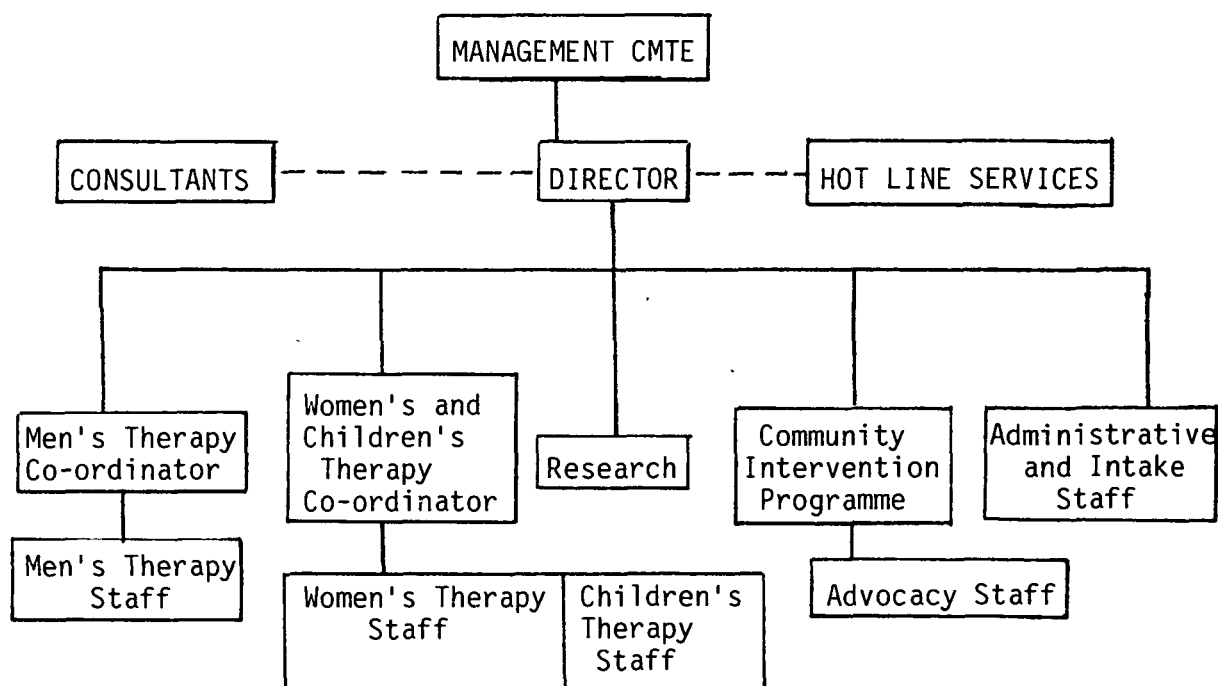 MANAGEMENT CMTE
CONSULTANTS
DIRECTOR
HOT LINE SERVICES
Men's Therapy
Co-ordinator
Women's and
Children's
Therapy
Co-ordinator
Research
Community
Intervention
Programme
Administrative
and Intake
Staff
Men's Therapy
Staff
Women's Therapy
Staff
Children's
Therapy
Staff
Advocacy Staff